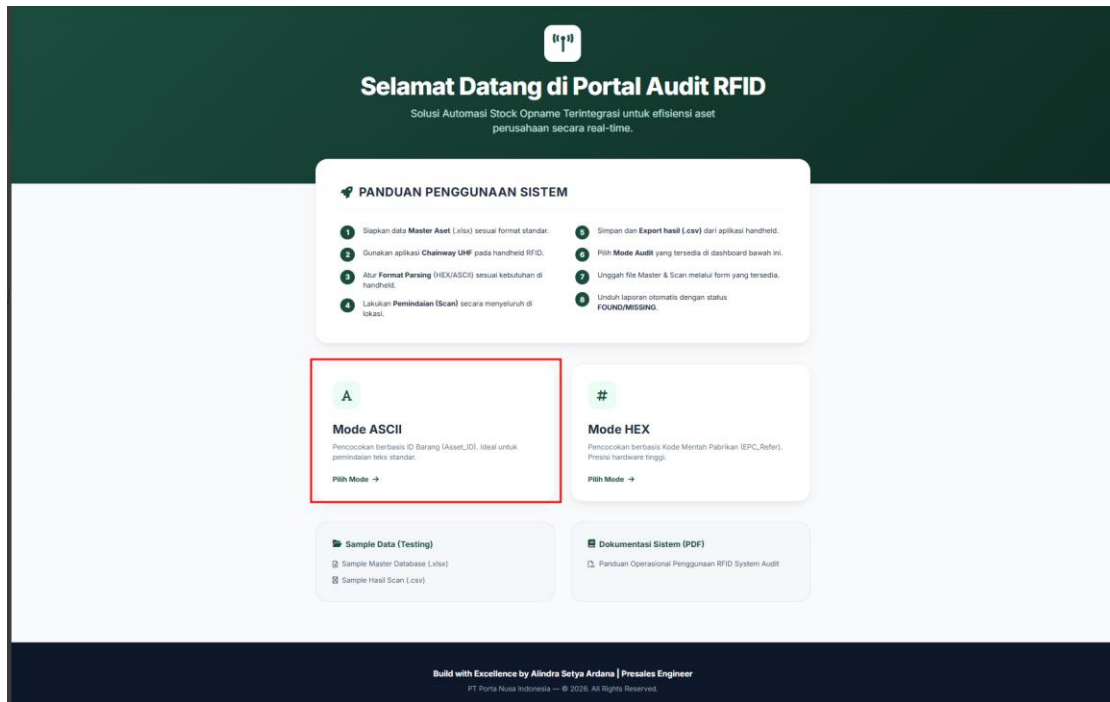 Selamat Datang di Portal Audit RFID
Solusi Automasi Stock Opname Terintegrasi untuk efisiensi aset
perusahaan secara real-time.
PANDUAN PENGGUNAAN SISTEM
1 Siapkan data Master Aset (.xlsx) sesuai format standar.
2 Gunakan aplikasi Chainway UHF pada handheld RFID.
3 Atur Format Parsing (HEX/ASCII) sesuai kebutuhan di
handheld.
4 Lakukan Pemindaian (Scan) secara menyeluruh di
lokasi.
5 Simpan dan Export hasil (.csv) dari aplikasi handheld.
6 Pilih Mode Audit yang tersedia di dashboard bawah ini.
7 Unggah file Master & Scan melalui form yang tersedia.
8 Unduh laporan otomatis dengan status
FOUND/MISSING.
A
Mode ASCII
Pencocokan berbasis ID Barang (Asset_ID). Ideal untuk
pemindaian teks standar.
Pilih Mode →
#
Mode HEX
Pencocokan berbasis Kode Mentah Pabrikan (EPC_Refer).
Presisi hardware tinggi.
Pilih Mode →
Sample Data (Testing)
Sample Master Database (.xlsx)
Sample Hasil Scan (.csv)
Dokumentasi Sistem (PDF)
Panduan Operasional Penggunaan RFID System Audit
Build with Excellence by Alindra Setya Ardana | Presales Engineer
PT Porta Nusa Indonesia — © 2026. All Rights Reserved.